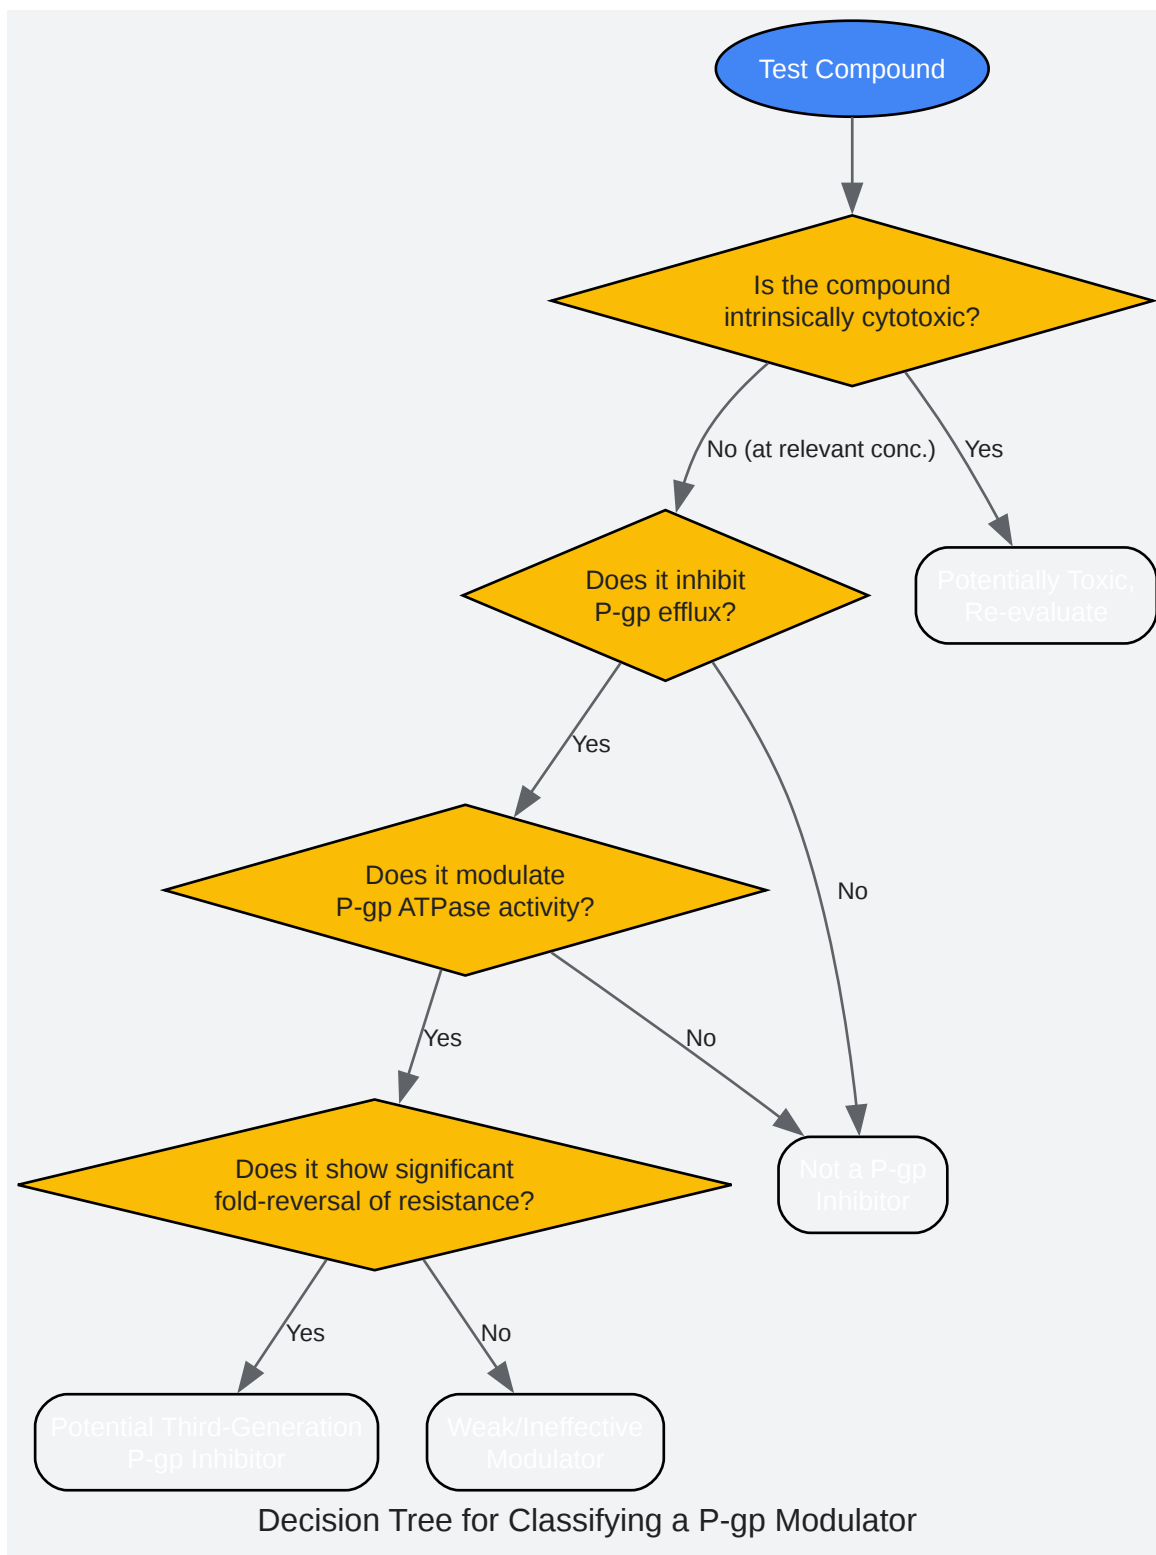 Test Compound
Is the compound
intrinsically cytotoxic?
No (at relevant conc.)
Yes
Does it inhibit
P-gp efflux?
Potentially Toxic,
Re-evaluate
Yes
Does it modulate
P-gp ATPase activity?
No
Yes
No
Does it show significant
fold-reversal of resistance?
Not a P-gp
Inhibitor
Yes
No
Potential Third-Generation
P-gp Inhibitor
Weak/Ineffective
Modulator
Decision Tree for Classifying a P-gp Modulator